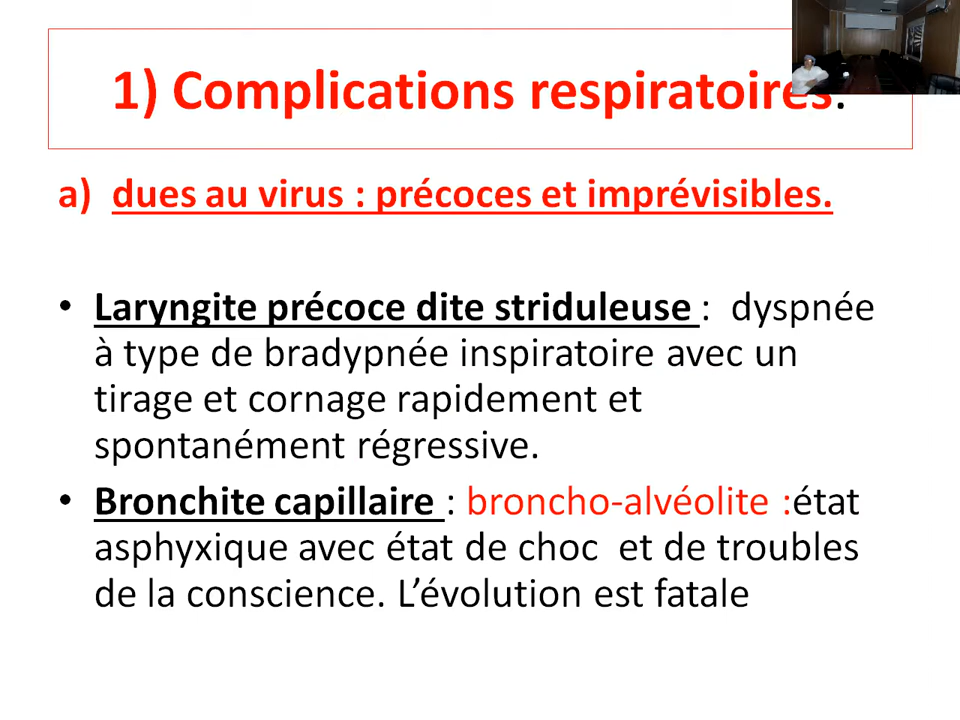 1) Complications respiratoires.
a) dues au virus : précoces et imprévisibles.
• Laryngite précoce dite striduleuse : dyspnée
à type de bradypnée inspiratoire avec un
tirage et cornage rapidement et
spontanément régressive.
• Bronchite capillaire : broncho-alvéolite :état
asphyxique avec état de choc et de troubles
de la conscience. L’évolution est fatale